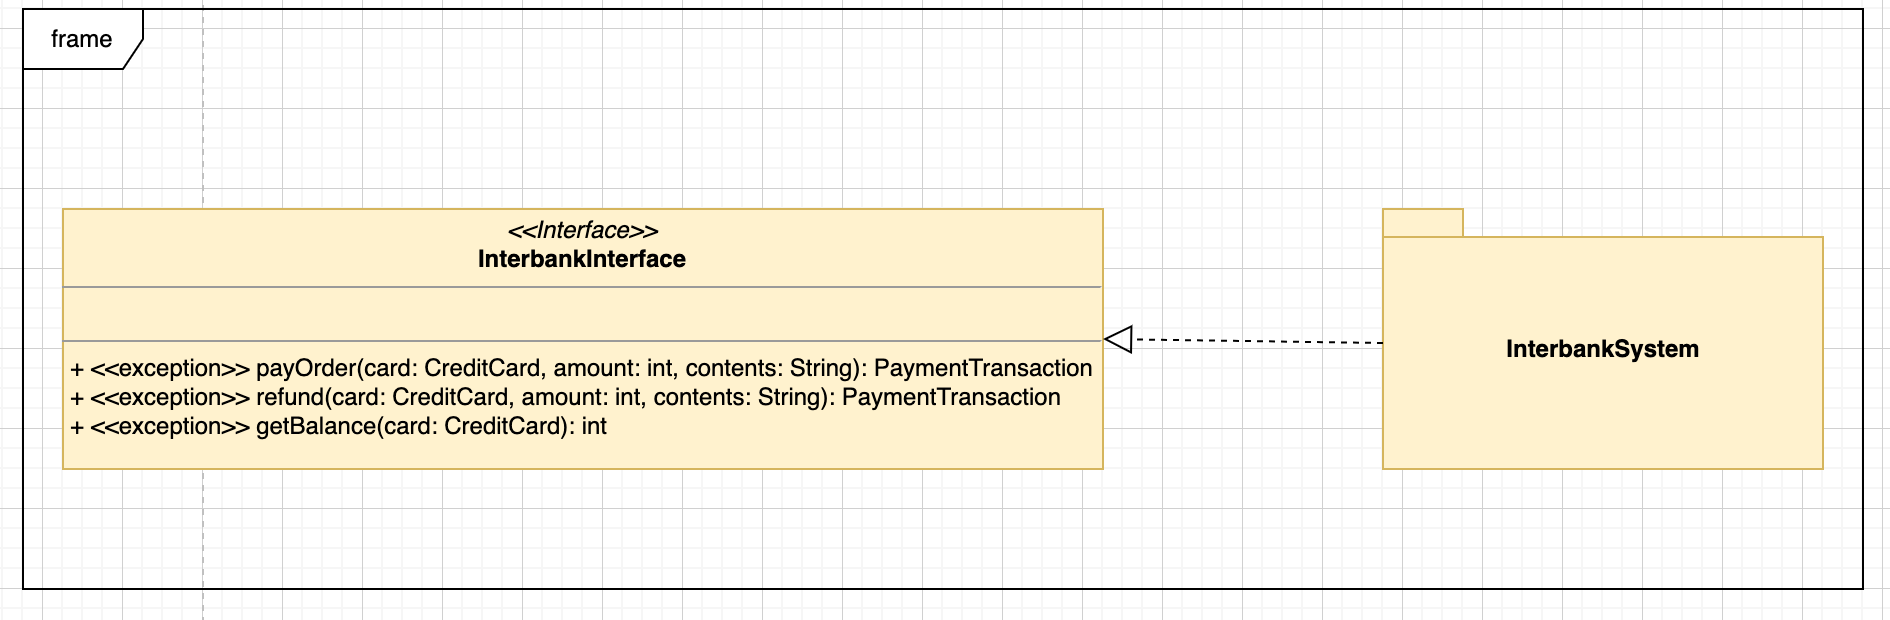 frame
<<Interface>>
InterbankInterface
+ <<exception>> payOrder(card: CreditCard, amount: int, contents: String): PaymentTransaction
+ <<exception>> refund(card: CreditCard, amount: int, contents: String): PaymentTransaction
+ <<exception>> getBalance(card: CreditCard): int
InterbankSystem